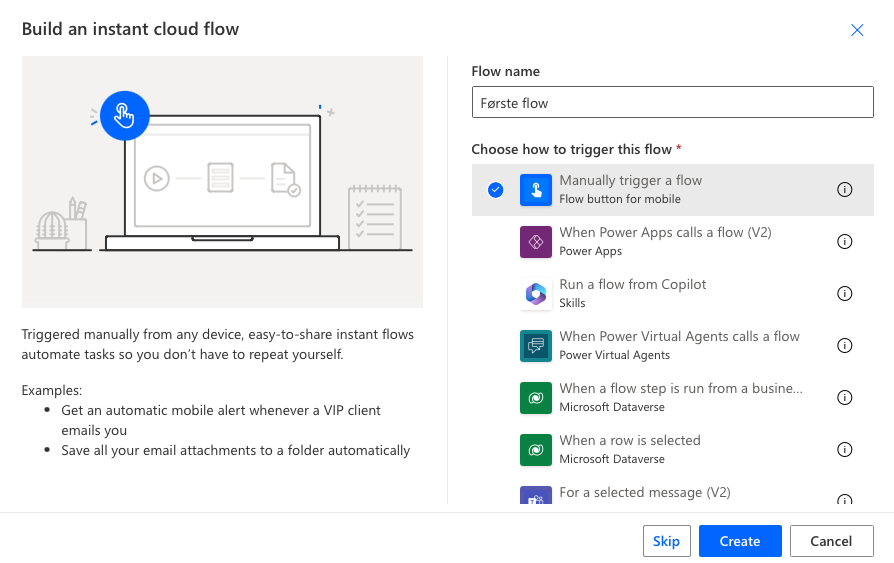 Build an instant cloud flow
Triggered manually from any device, easy-to-share instant flows
automate tasks so you don’t have to repeat yourself.
Examples:
Get an automatic mobile alert whenever a VIP client
emails you
Save all your email attachments to a folder automatically
Flow name
Første flow
Choose how to trigger this flow *
Manually trigger a flow
Flow button for mobile
When Power Apps calls a flow (V2)
Power Apps
Run a flow from Copilot
Skills
When Power Virtual Agents calls a flow
Power Virtual Agents
When a flow step is run from a busine...
Microsoft Dataverse
When a row is selected
Microsoft Dataverse
For a selected message (V2)
Skip
Create
Cancel